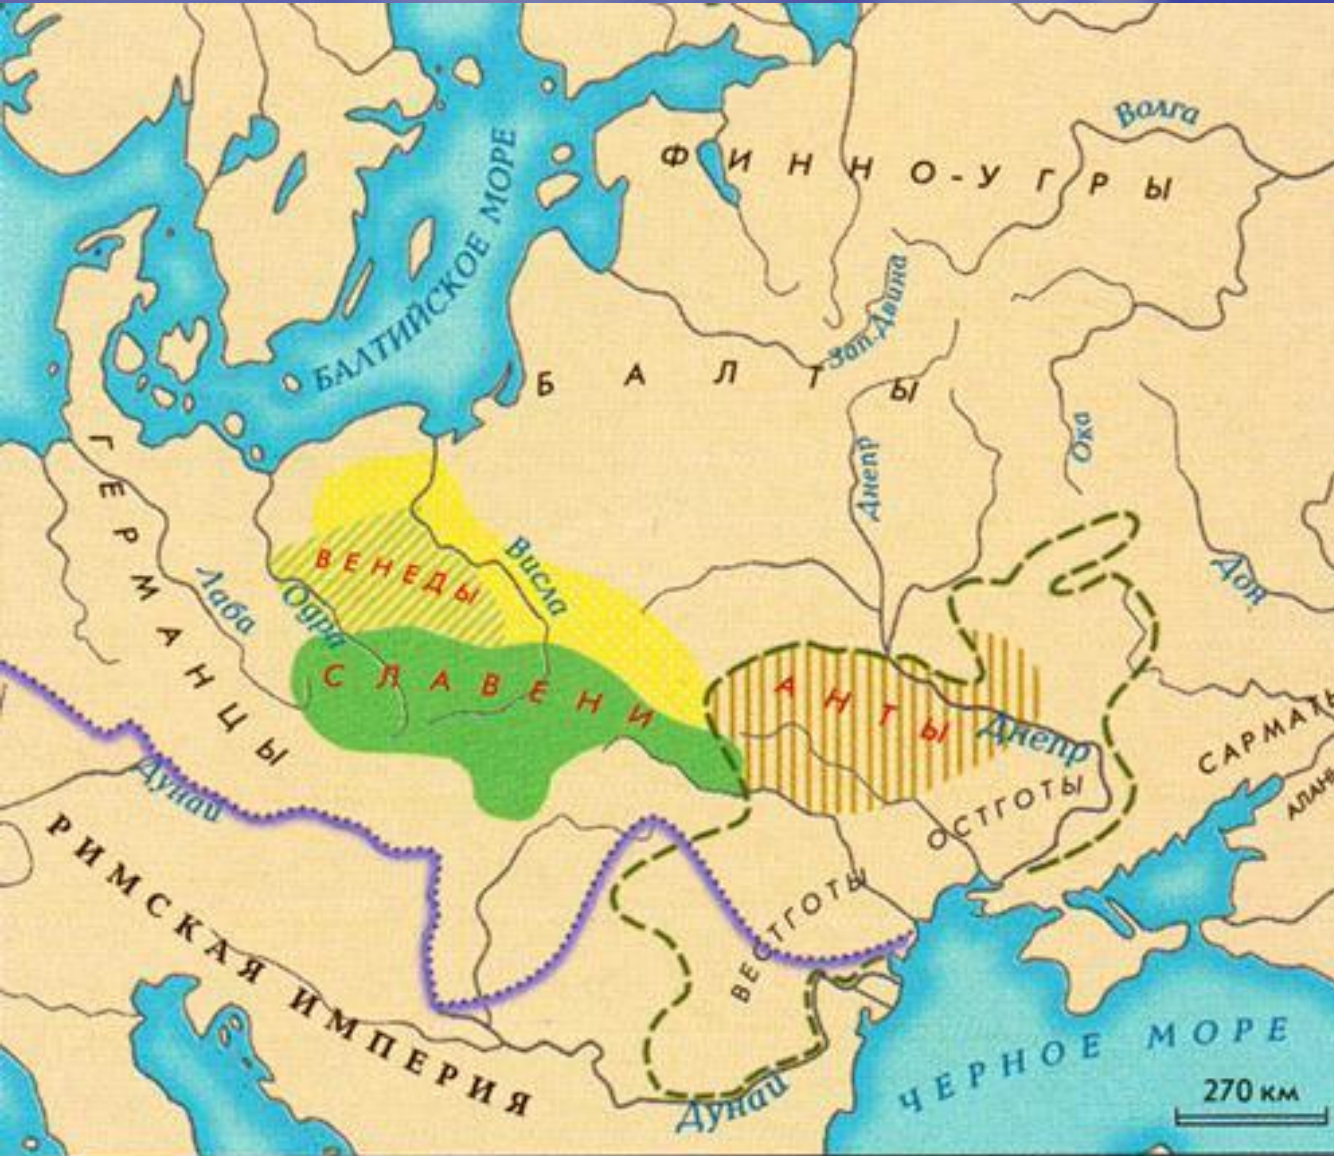 Волга
ФИННО-УГРЫ
БАЛТИЙСКОЕ МОРЕ
Зап. Двина
БАЛТЫ
Днепр
Ока
ГЕРМАНЦЫ
Висла
ВЕНЕДЫ
Лаба
Одра
Дон
СЛАВЕНИ
АНТЫ
Днепр
САРМАТЫ
Дунай
ОСТГОТЫ
АЛАНЫ
РИМСКАЯ ИМПЕРИЯ
ВЕСТГОТЫ
ЧЕРНОЕ МОРЕ
Дунай
270 км